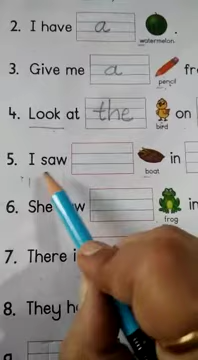 2. I have a watermelon.
3. Give me a pencil fr
4. Look at the bird on
5. I saw boat in
6. She frog in
7. There i
8. They h